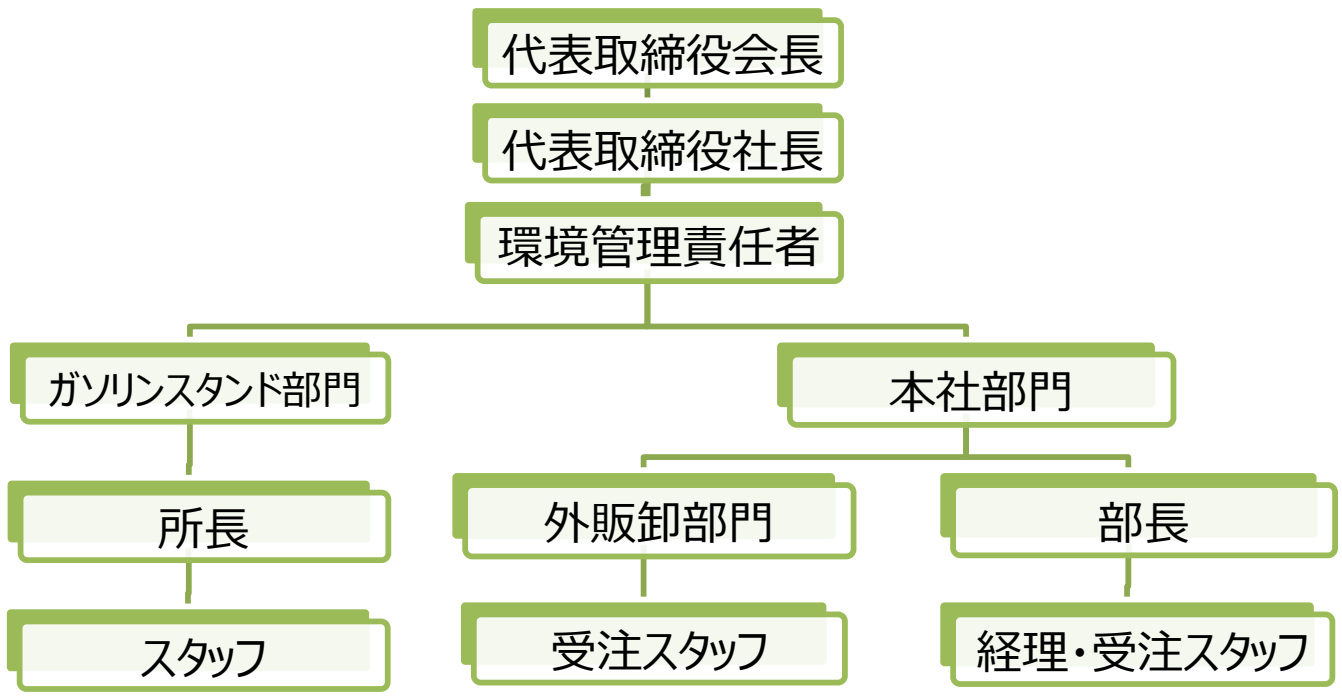 代表取締役会長
代表取締役社長
環境管理責任者
ガソリンスタンド部門
本社部門
所長
外販卸部門
部長
スタッフ
受注スタッフ
経理・受注スタッフ